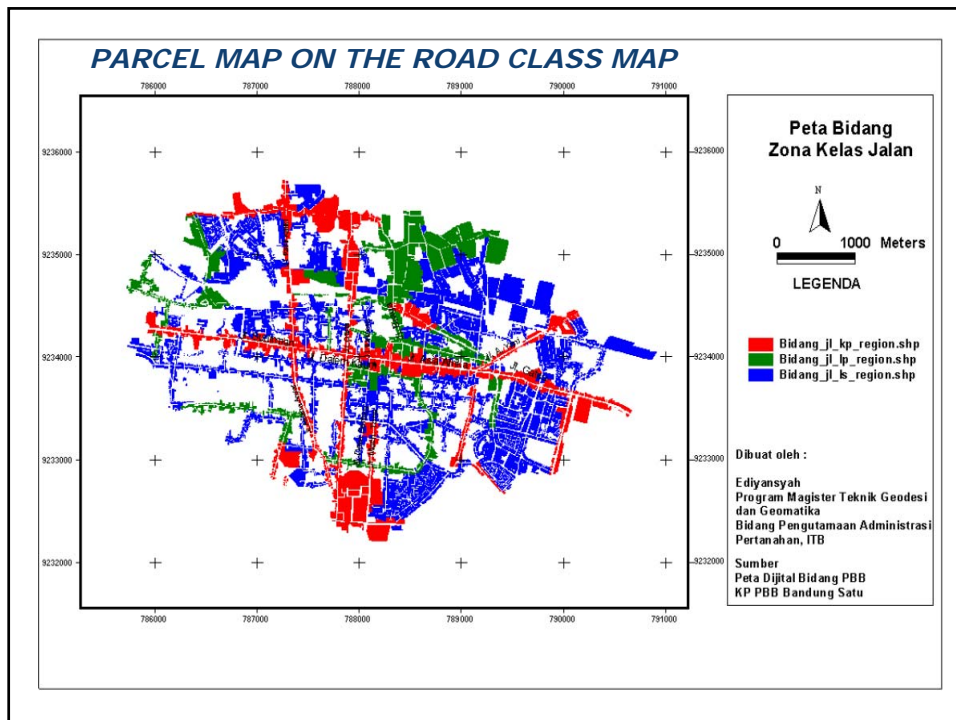 PARCEL MAP ON THE ROAD CLASS MAP
786000 787000 788000 789000 790000 791000
9236000 9236000
9235000 9235000
9234000 9234000
9233000 9233000
9232000 9232000
786000 787000 788000 789000 790000 791000
Peta Bidang
Zona Kelas Jalan
N
0 1000 Meters
LEGENDA
Bidang_jl_kp_region.shp
Bidang_jl_lp_region.shp
Bidang_jl_ls_region.shp
Dibuat oleh :
Ediyansyah
Program Magister Teknik Geodesi
dan Geomatika
Bidang Pengutamaan Administrasi
Pertanahan, ITB
Sumber
Peta Dijital Bidang PBB
KP PBB Bandung Satu